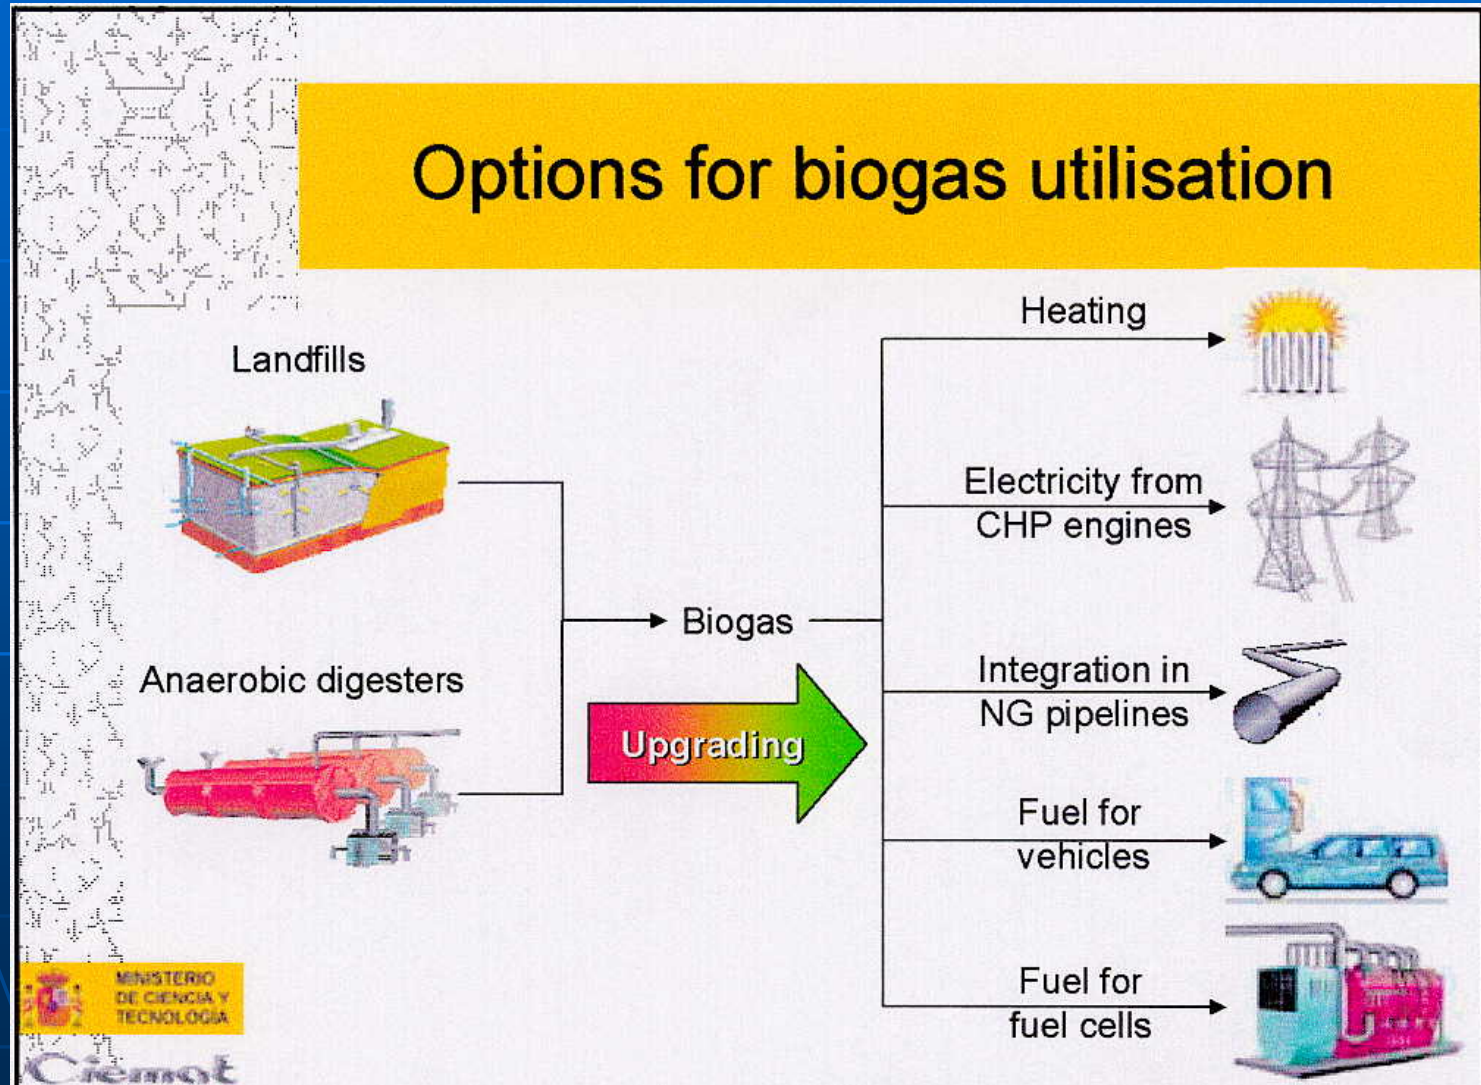 Options for biogas utilisation
Landfills
Anaerobic digesters
Biogas
Upgrading
Heating
Electricity from
CHP engines
Integration in
NG pipelines
Fuel for
vehicles
Fuel for
fuel cells
MINISTERIO
DE CIENCIA Y
TECNOLOGÍA
Ciemat